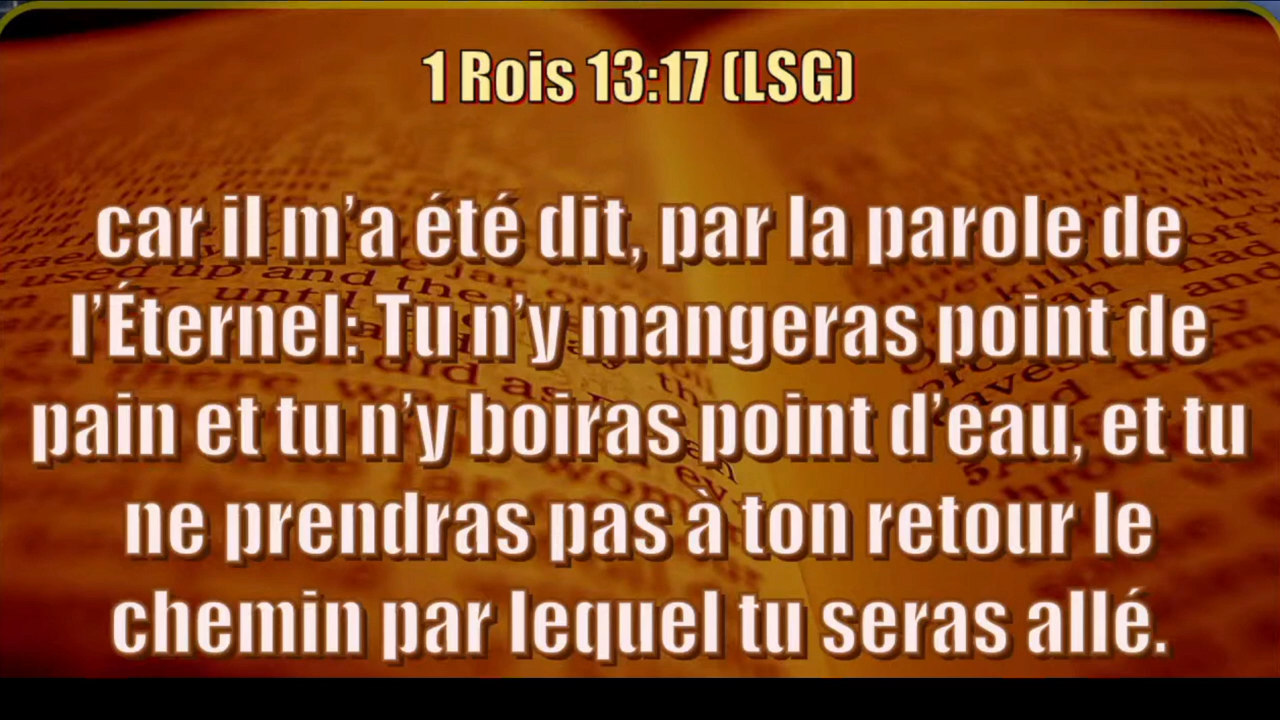 1 Rois 13:17 (LSG)
car il m’a été dit, par la parole de
l’Éternel: Tu n’y mangeras point de
pain et tu n’y boiras point d’eau, et tu
ne prendras pas à ton retour le
chemin par lequel tu seras allé.